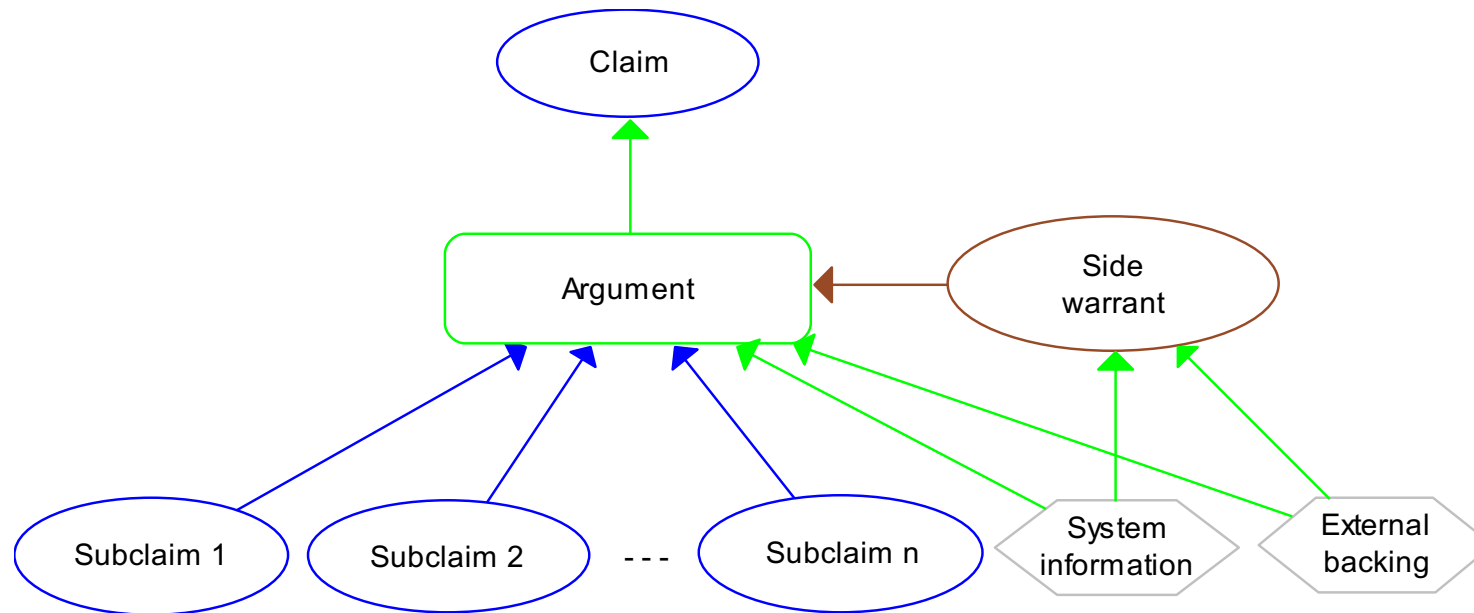 Claim
Argument
Side
warrant
Subclaim 1
Subclaim 2
- - -
Subclaim n
System
information
External
backing